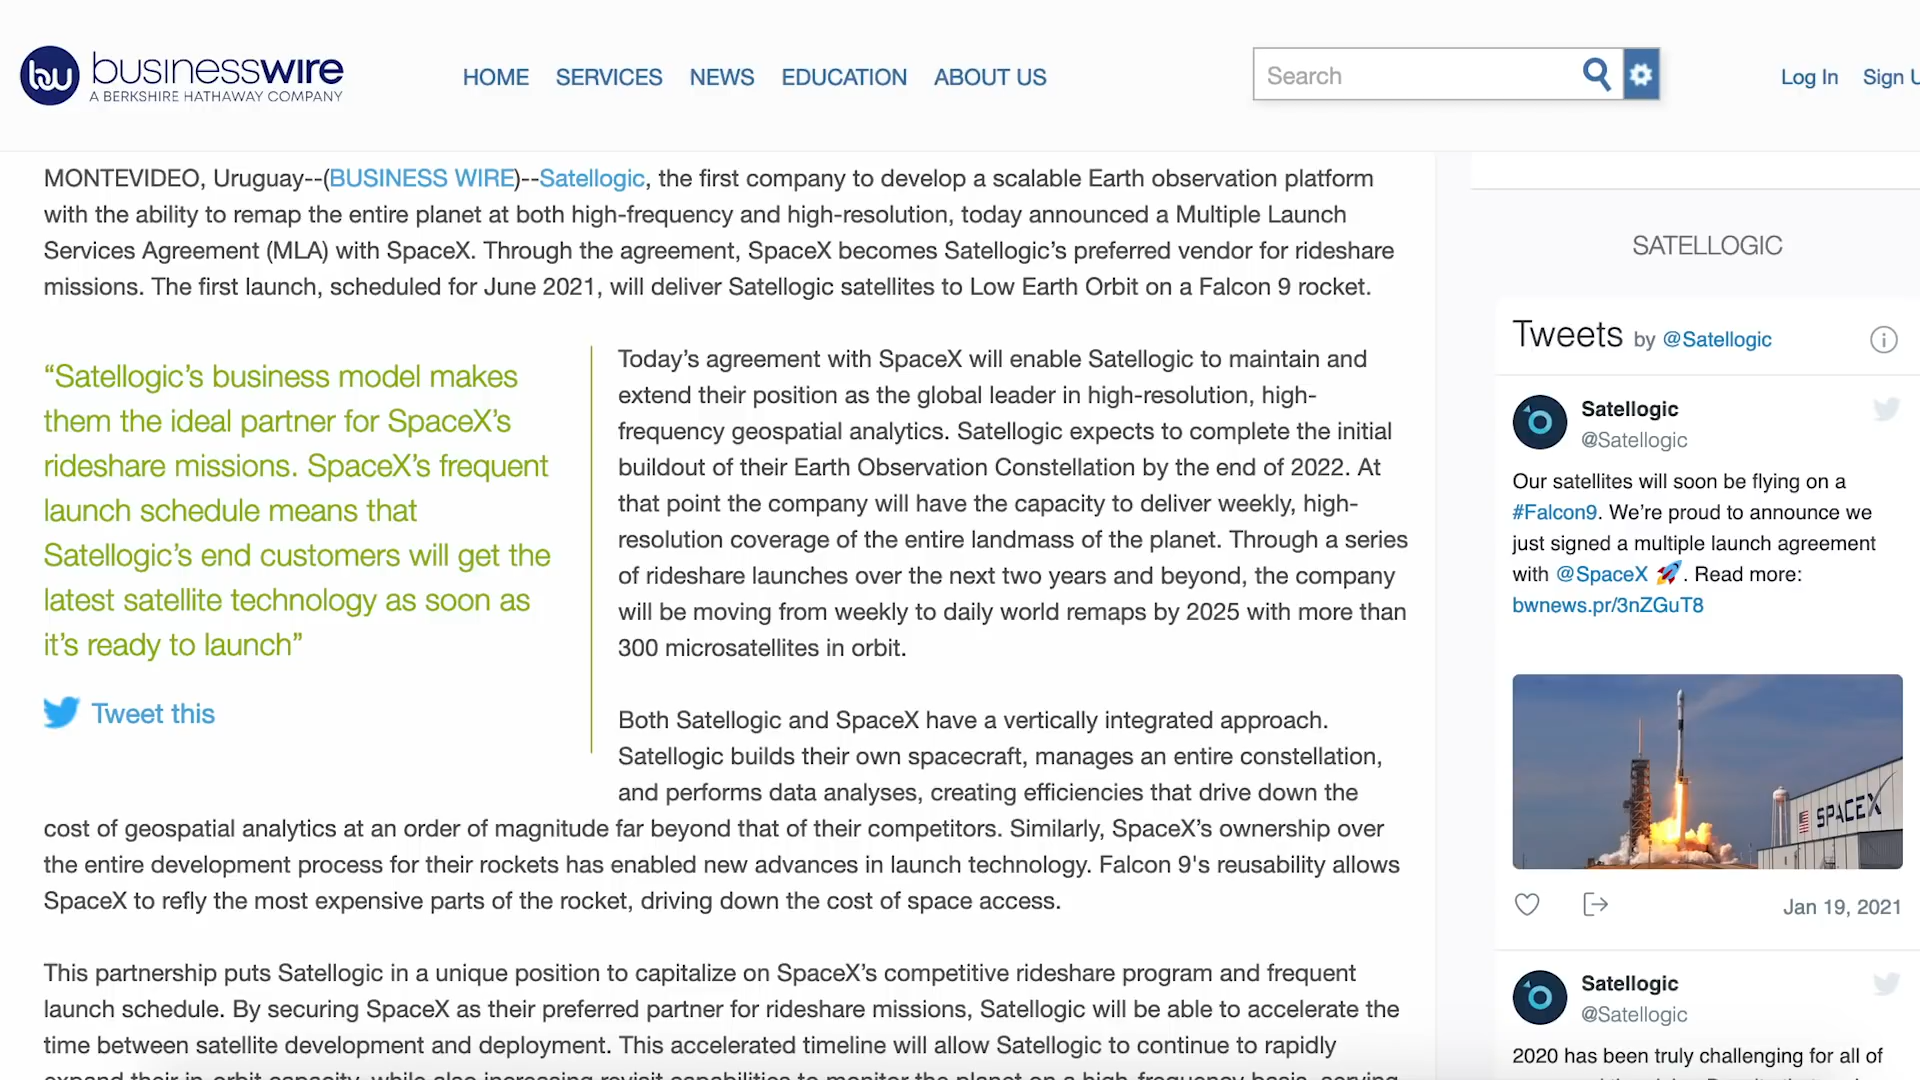 businesswire
A BERKSHIRE HATHAWAY COMPANY
HOME SERVICES NEWS EDUCATION ABOUT US
Search
Log In Sign U
MONTEVIDEO, Uruguay--(BUSINESS WIRE)--Satellogic, the first company to develop a scalable Earth observation platform
with the ability to remap the entire planet at both high-frequency and high-resolution, today announced a Multiple Launch
Services Agreement (MLA) with SpaceX. Through the agreement, SpaceX becomes Satellogic’s preferred vendor for rideshare
missions. The first launch, scheduled for June 2021, will deliver Satellogic satellites to Low Earth Orbit on a Falcon 9 rocket.
“Satellogic’s business model makes
them the ideal partner for SpaceX’s
rideshare missions. SpaceX’s frequent
launch schedule means that
Satellogic’s end customers will get the
latest satellite technology as soon as
it’s ready to launch”
Tweet this
Today’s agreement with SpaceX will enable Satellogic to maintain and
extend their position as the global leader in high-resolution, high-
frequency geospatial analytics. Satellogic expects to complete the initial
buildout of their Earth Observation Constellation by the end of 2022. At
that point the company will have the capacity to deliver weekly, high-
resolution coverage of the entire landmass of the planet. Through a series
of rideshare launches over the next two years and beyond, the company
will be moving from weekly to daily world remaps by 2025 with more than
300 microsatellites in orbit.
Both Satellogic and SpaceX have a vertically integrated approach.
Satellogic builds their own spacecraft, manages an entire constellation,
and performs data analyses, creating efficiencies that drive down the
cost of geospatial analytics at an order of magnitude far beyond that of their competitors. Similarly, SpaceX’s ownership over
the entire development process for their rockets has enabled new advances in launch technology. Falcon 9's reusability allows
SpaceX to refly the most expensive parts of the rocket, driving down the cost of space access.
This partnership puts Satellogic in a unique position to capitalize on SpaceX’s competitive rideshare program and frequent
launch schedule. By securing SpaceX as their preferred partner for rideshare missions, Satellogic will be able to accelerate the
time between satellite development and deployment. This accelerated timeline will allow Satellogic to continue to rapidly
expand their in-orbit capacity, while also increasing revisit capabilities to monitor the planet on a high-frequency basis, serving
SATELLOGIC
Tweets by @Satellogic
Satellogic
@Satellogic
Our satellites will soon be flying on a
#Falcon9. We’re proud to announce we
just signed a multiple launch agreement
with @SpaceX 🚀. Read more:
bwnews.pr/3nZGuT8
SPACEX
Jan 19, 2021
Satellogic
@Satellogic
2020 has been truly challenging for all of